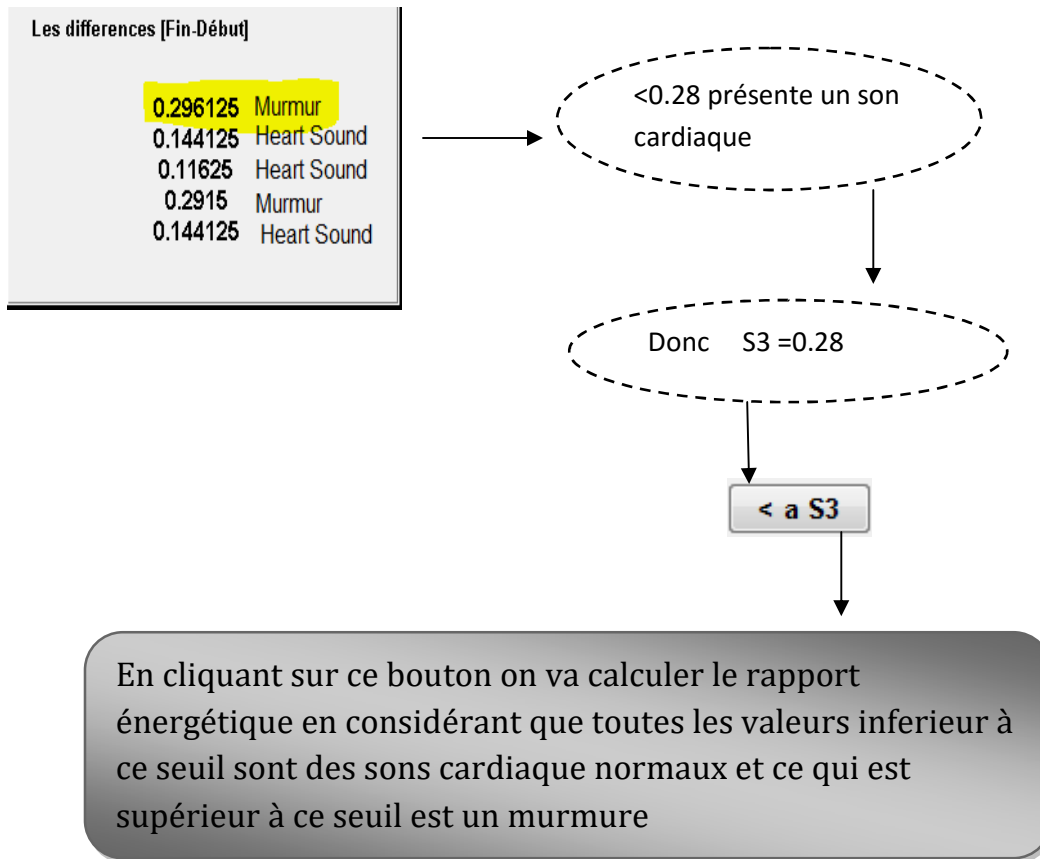 Les differences [Fin-Début]
0.296125 Murmur
0.144125 Heart Sound
0.11625 Heart Sound
0.2915 Murmur
0.144125 Heart Sound
<0.28 présente un son
cardiaque
Donc S3 =0.28
< a S3
En cliquant sur ce bouton on va calculer le rapport
énergétique en considérant que toutes les valeurs inferieur à
ce seuil sont des sons cardiaque normaux et ce qui est
supérieur à ce seuil est un murmure